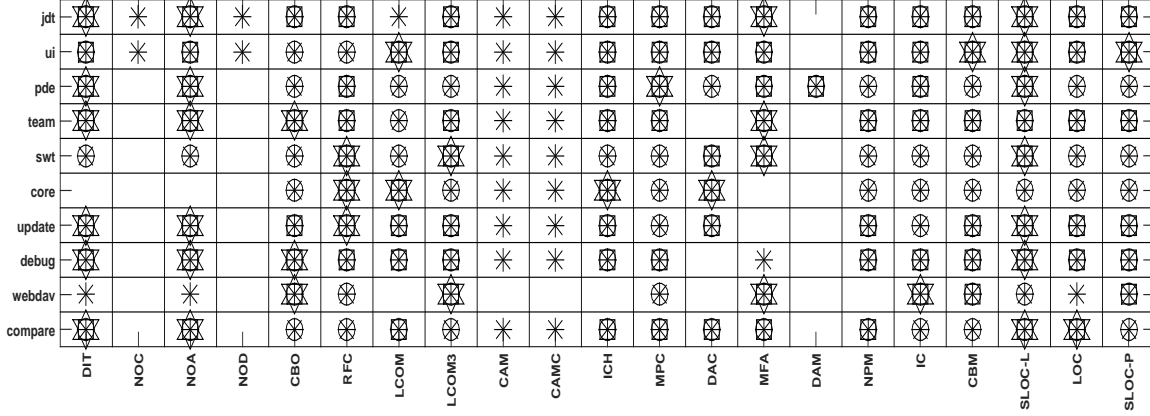 jdt
ui
pde
team
swt
core
update
debug
webdav
compare
DIT
NOC
NOA
NOD
CBO
RFC
LCOM
LCOM3
CAM
CAMC
ICH
MPC
DAC
MFA
DAM
NPM
IC
CBM
SLOC-L
LOC
SLOC-P